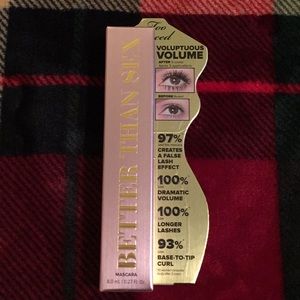 BETTER THAN SEX
MASCARA
8.0 mL / 0.27 Fl. Oz
Too
VOLUPTUOUS
VOLUME
AFTER
BEFORE
97%
CREATES
A FALSE
LASH
EFFECT
100%
DRAMATIC
VOLUME
100%
LONGER
LASHES
93%
BASE-TO-TIP
CURL